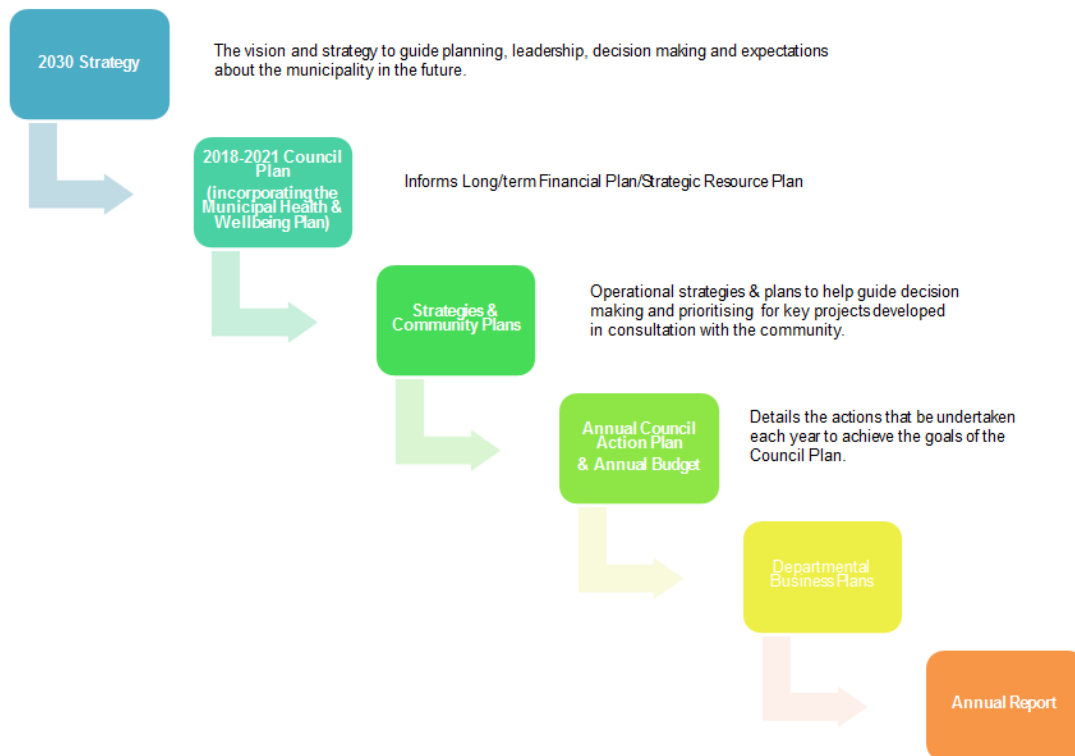 2030 Strategy
The vision and strategy to guide planning, leadership, decision making and expectations
about the municipality in the future.
2018-2021 Council
Plan
(incorporating the
Municipal Health &
Wellbeing Plan)
Informs Long/term Financial Plan/Strategic Resource Plan
Strategies &
Community Plans
Operational strategies & plans to help guide decision
making and prioritising for key projects developed
in consultation with the community.
Annual Council
Action Plan
& Annual Budget
Details the actions that be undertaken
each year to achieve the goals of the
Council Plan.
Departmental
Business Plans
Annual Report